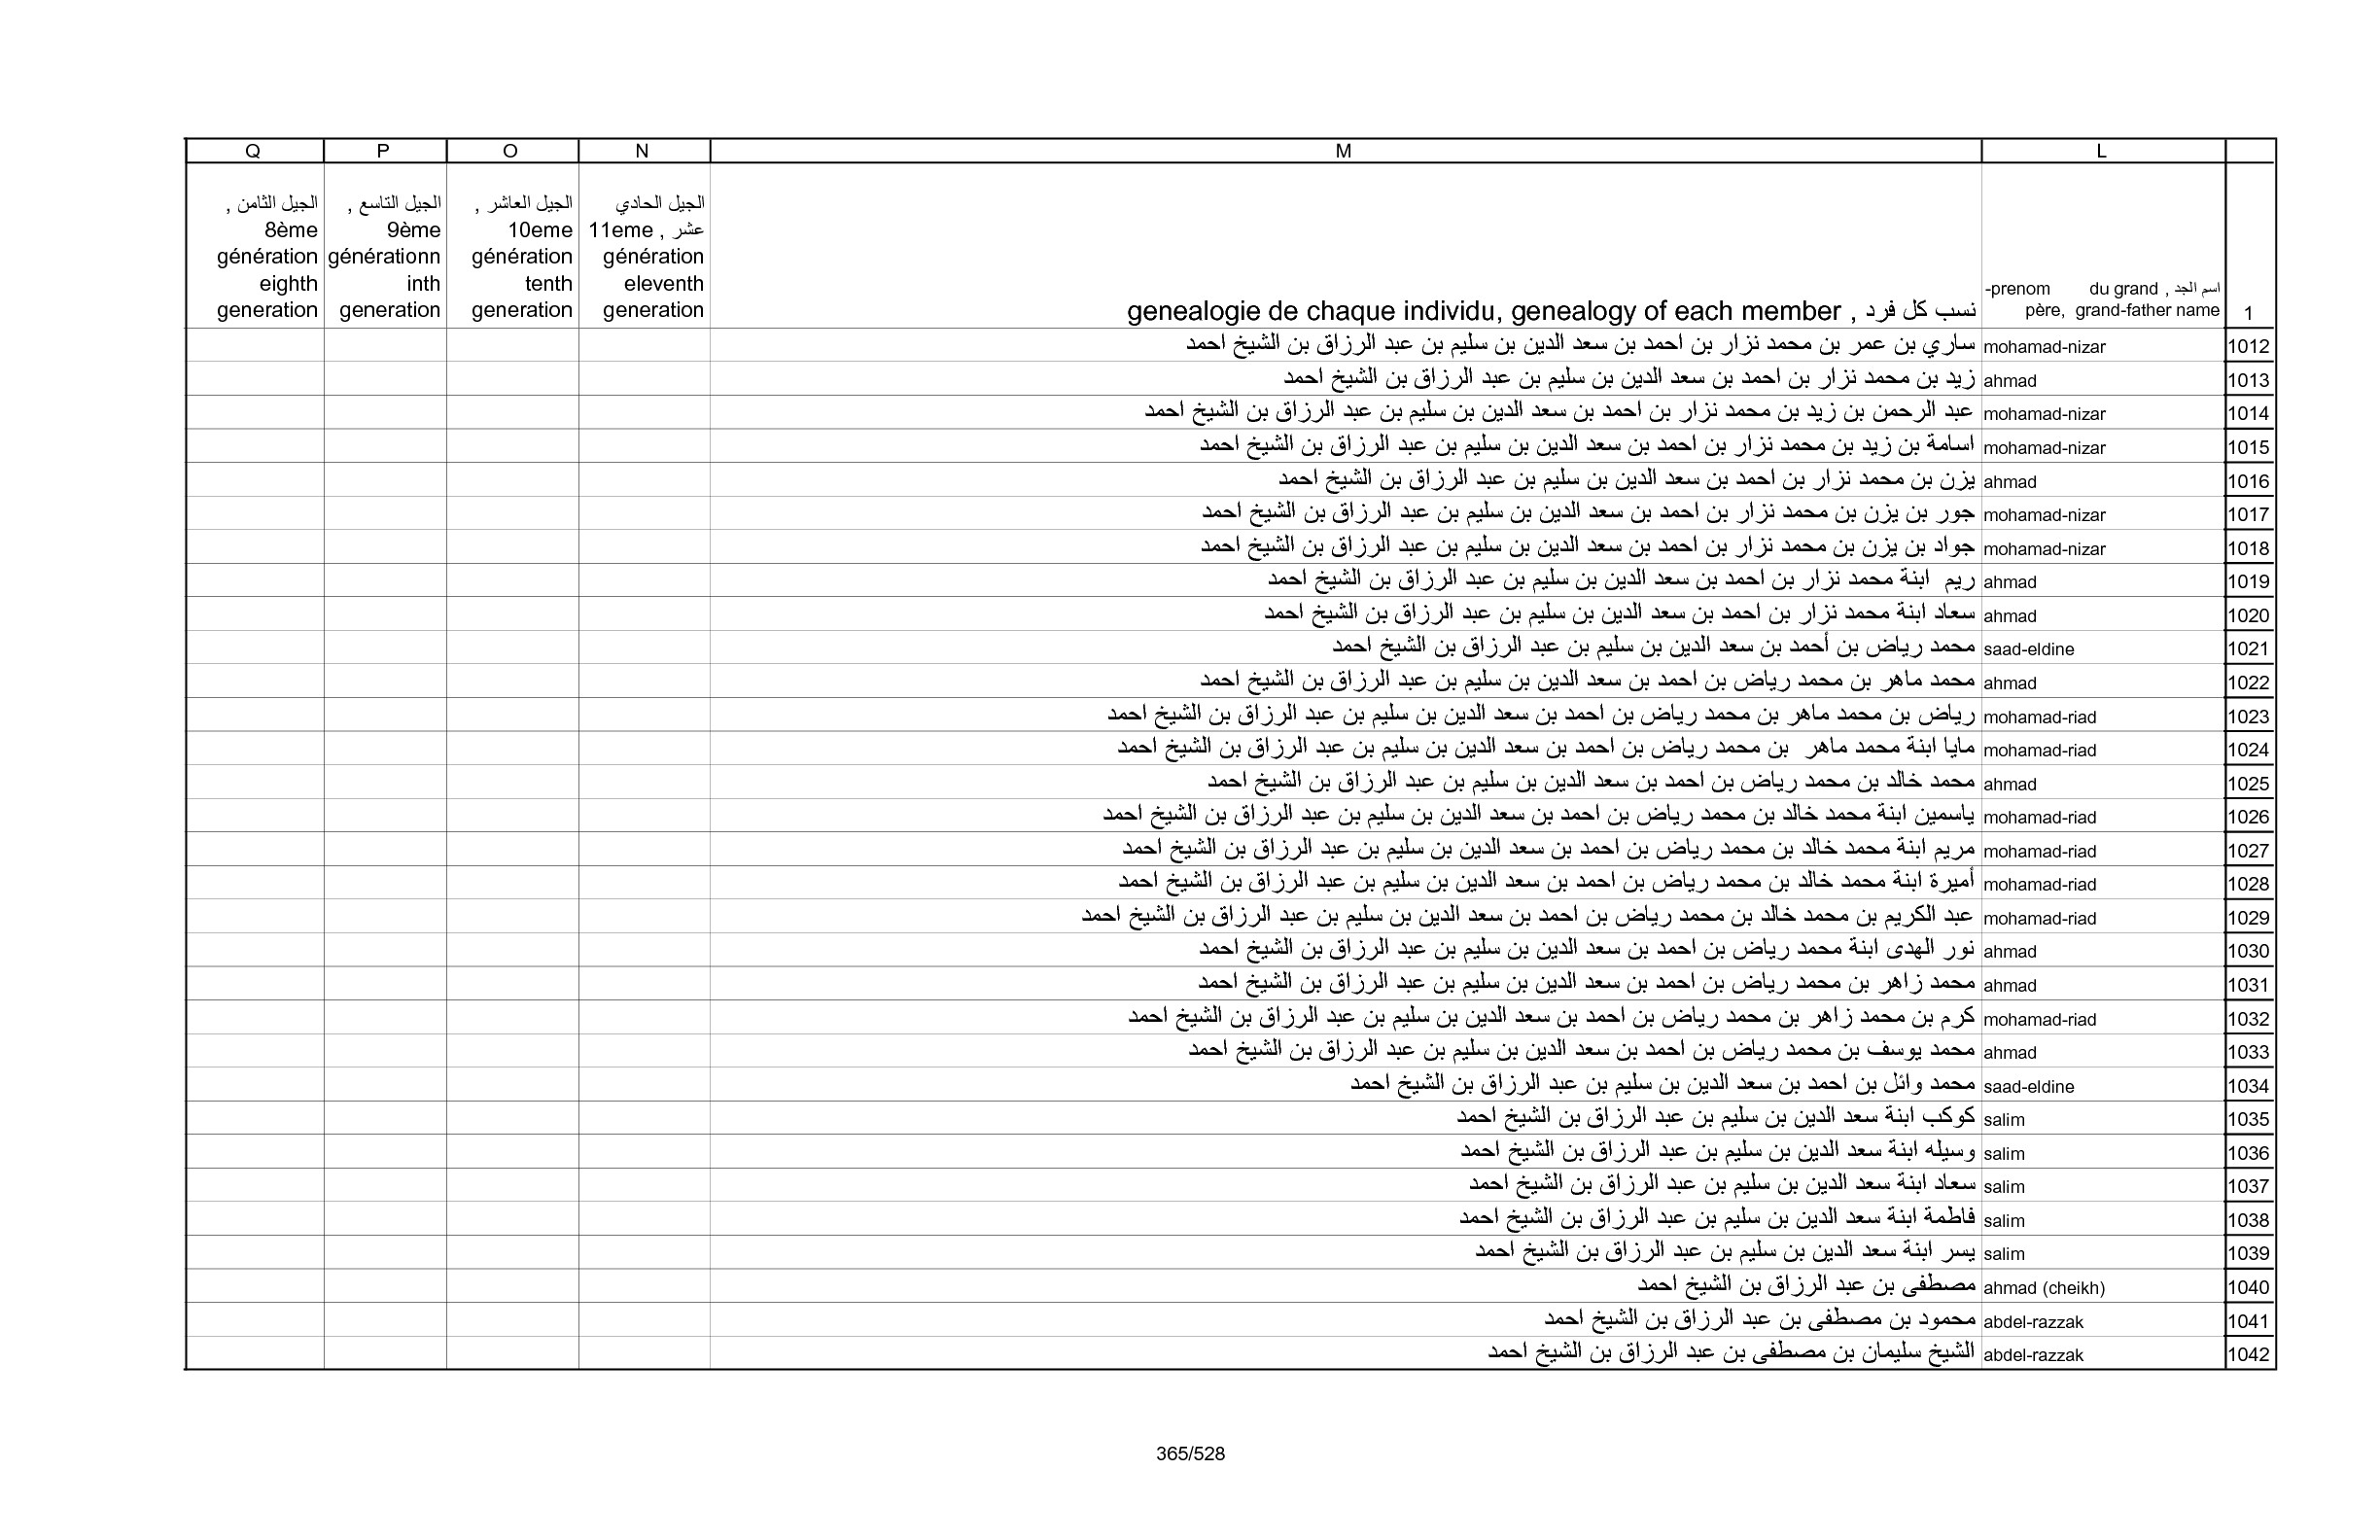 L M N O P Q
1 اسم الجد , prenom- du grand père, grand-father name نسب كل فرد , genealogie de chaque individu, genealogy of each member الجيل الحادي عشر , 11eme génération eleventh generation الجيل العاشر , 10eme génération tenth generation الجيل التاسع , 9ème générationn inth generation الجيل الثامن , 8ème génération eighth generation
1012 mohamad-nizar ساري بن عمر بن محمد نزار بن احمد بن سعد الدين بن سليم بن عبد الرزاق بن الشيخ احمد
1013 ahmad زيد بن محمد نزار بن احمد بن سعد الدين بن سليم بن عبد الرزاق بن الشيخ احمد
1014 mohamad-nizar عبد الرحمن بن زيد بن محمد نزار بن احمد بن سعد الدين بن سليم بن عبد الرزاق بن الشيخ احمد
1015 mohamad-nizar اسامة بن زيد بن محمد نزار بن احمد بن سعد الدين بن سليم بن عبد الرزاق بن الشيخ احمد
1016 ahmad يزن بن محمد نزار بن احمد بن سعد الدين بن سليم بن عبد الرزاق بن الشيخ احمد
1017 mohamad-nizar جور بن يزن بن محمد نزار بن احمد بن سعد الدين بن سليم بن عبد الرزاق بن الشيخ احمد
1018 mohamad-nizar جواد بن يزن بن محمد نزار بن احمد بن سعد الدين بن سليم بن عبد الرزاق بن الشيخ احمد
1019 ahmad ريم ابنة محمد نزار بن احمد بن سعد الدين بن سليم بن عبد الرزاق بن الشيخ احمد
1020 ahmad سعاد ابنة محمد نزار بن احمد بن سعد الدين بن سليم بن عبد الرزاق بن الشيخ احمد
1021 saad-eldine محمد رياض بن أحمد بن سعد الدين بن سليم بن عبد الرزاق بن الشيخ احمد
1022 ahmad محمد ماهر بن محمد رياض بن احمد بن سعد الدين بن سليم بن عبد الرزاق بن الشيخ احمد
1023 mohamad-riad رياض بن محمد ماهر بن محمد رياض بن احمد بن سعد الدين بن سليم بن عبد الرزاق بن الشيخ احمد
1024 mohamad-riad مايا ابنة محمد ماهر بن محمد رياض بن احمد بن سعد الدين بن سليم بن عبد الرزاق بن الشيخ احمد
1025 ahmad محمد خالد بن محمد رياض بن احمد بن سعد الدين بن سليم بن عبد الرزاق بن الشيخ احمد
1026 mohamad-riad ياسمين ابنة محمد خالد بن محمد رياض بن احمد بن سعد الدين بن سليم بن عبد الرزاق بن الشيخ احمد
1027 mohamad-riad مريم ابنة محمد خالد بن محمد رياض بن احمد بن سعد الدين بن سليم بن عبد الرزاق بن الشيخ احمد
1028 mohamad-riad أميرة ابنة محمد خالد بن محمد رياض بن احمد بن سعد الدين بن سليم بن عبد الرزاق بن الشيخ احمد
1029 mohamad-riad عبد الكريم بن محمد خالد بن محمد رياض بن احمد بن سعد الدين بن سليم بن عبد الرزاق بن الشيخ احمد
1030 ahmad نور الهدى ابنة محمد رياض بن احمد بن سعد الدين بن سليم بن عبد الرزاق بن الشيخ احمد
1031 ahmad محمد زاهر بن محمد رياض بن احمد بن سعد الدين بن سليم بن عبد الرزاق بن الشيخ احمد
1032 mohamad-riad كرم بن محمد زاهر بن محمد رياض بن احمد بن سعد الدين بن سليم بن عبد الرزاق بن الشيخ احمد
1033 ahmad محمد يوسف بن محمد رياض بن احمد بن سعد الدين بن سليم بن عبد الرزاق بن الشيخ احمد
1034 saad-eldine محمد وائل بن احمد بن سعد الدين بن سليم بن عبد الرزاق بن الشيخ احمد
1035 salim كوكب ابنة سعد الدين بن سليم بن عبد الرزاق بن الشيخ احمد
1036 salim وسيله ابنة سعد الدين بن سليم بن عبد الرزاق بن الشيخ احمد
1037 salim سعاد ابنة سعد الدين بن سليم بن عبد الرزاق بن الشيخ احمد
1038 salim فاطمة ابنة سعد الدين بن سليم بن عبد الرزاق بن الشيخ احمد
1039 salim يسر ابنة سعد الدين بن سليم بن عبد الرزاق بن الشيخ احمد
1040 ahmad (cheikh) مصطفى بن عبد الرزاق بن الشيخ احمد
1041 abdel-razzak محمود بن مصطفى بن عبد الرزاق بن الشيخ احمد
1042 abdel-razzak الشيخ سليمان بن مصطفى بن عبد الرزاق بن الشيخ احمد
365/528